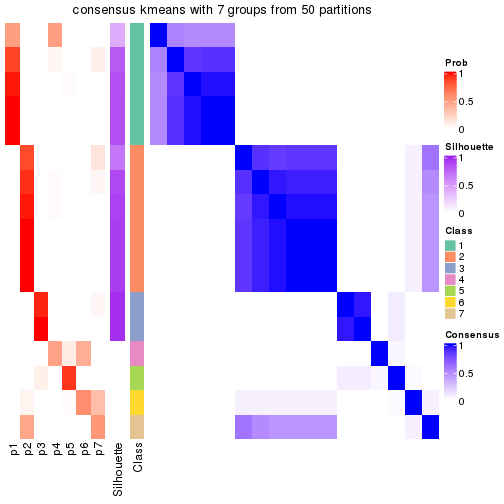 consensus kmeans with 7 groups from 50 partitions
Prob
1
0.5
0
Silhouette
1
0.5
0
Class
1
2
3
4
5
6
7
Consensus
1
0.5
0
p1
p2
p3
p4
p5
p6
p7
Silhouette
Class